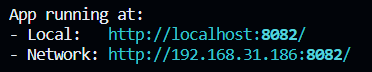 App running at:
- Local:   http://localhost:8082/
- Network: http://192.168.31.186:8082/